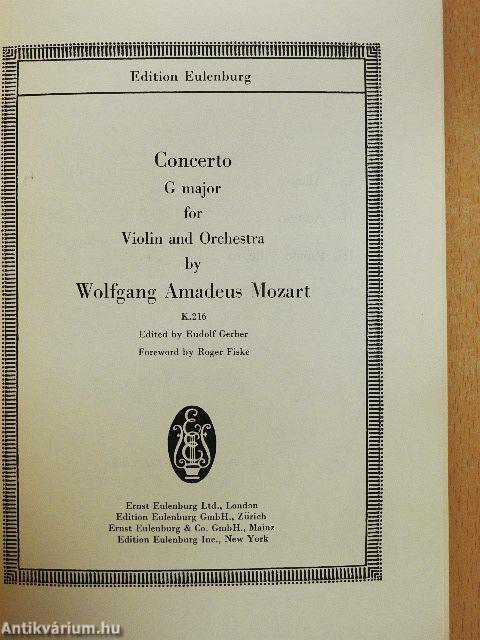 Edition Eulenburg
Concerto
G major
for
Violin and Orchestra
by
Wolfgang Amadeus Mozart
K.216
Edited by Rudolf Gerber
Foreword by Roger Fiske
Ernst Eulenburg Ltd., London
Edition Eulenburg GmbH., Zürich
Ernst Eulenburg & Co. GmbH., Mainz
Edition Eulenburg Inc., New York
Antikvárium.hu